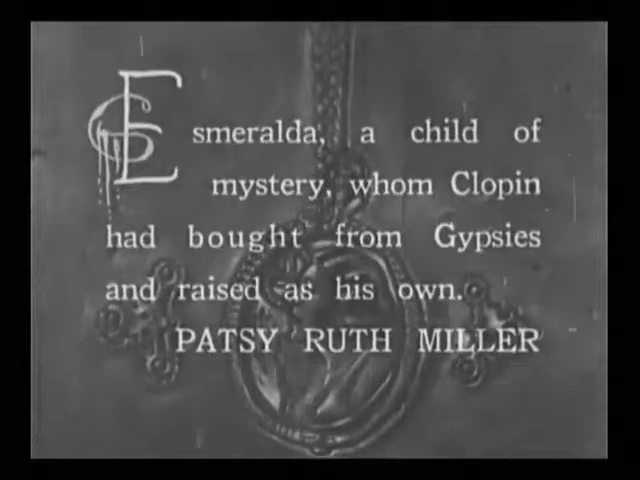 Esmeralda, a child of
mystery, whom Clopin
had bought from Gypsies
and raised as his own.
PATSY RUTH MILLER